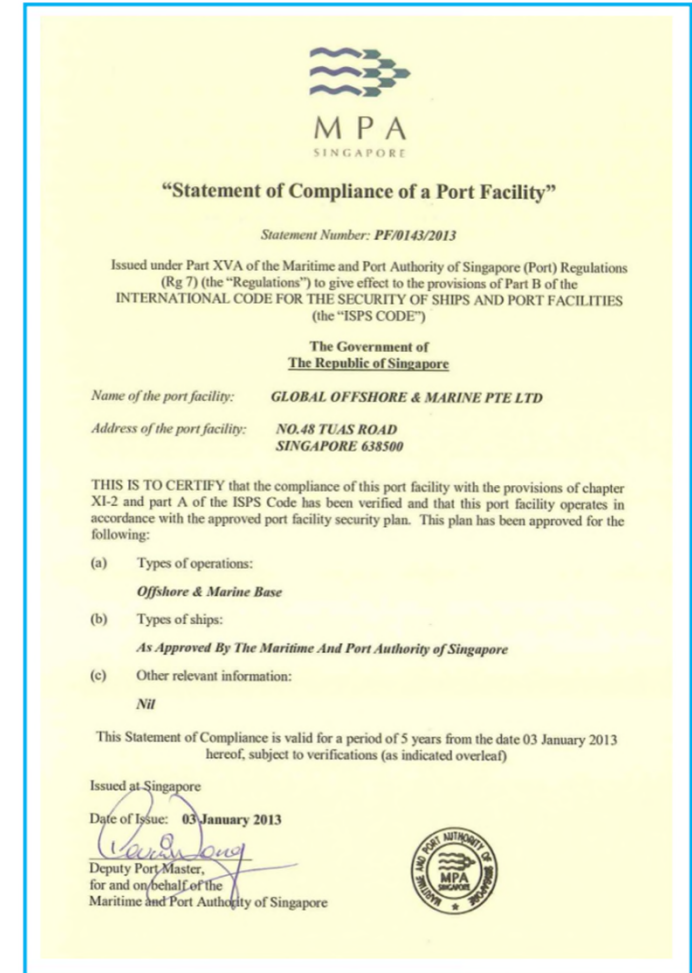 MPA
SINGAPORE
“Statement of Compliance of a Port Facility”
Statement Number: PF/0143/2013
Issued under Part XVA of the Maritime and Port Authority of Singapore (Port) Regulations
(Rg 7) (the “Regulations”) to give effect to the provisions of Part B of the
INTERNATIONAL CODE FOR THE SECURITY OF SHIPS AND PORT FACILITIES
(the “ISPS CODE”)
The Government of
The Republic of Singapore
Name of the port facility: GLOBAL OFFSHORE & MARINE PTE LTD
Address of the port facility: NO.48 TUAS ROAD
SINGAPORE 638500
THIS IS TO CERTIFY that the compliance of this port facility with the provisions of chapter
XI-2 and part A of the ISPS Code has been verified and that this port facility operates in
accordance with the approved port facility security plan. This plan has been approved for the
following:
(a) Types of operations:
Offshore & Marine Base
(b) Types of ships:
As Approved By The Maritime And Port Authority of Singapore
(c) Other relevant information:
Nil
This Statement of Compliance is valid for a period of 5 years from the date 03 January 2013
hereof, subject to verifications (as indicated overleaf)
Issued at Singapore
Date of Issue: 03 January 2013
Deputy Port Master,
for and on behalf of the
Maritime and Port Authority of Singapore
MARITIME AND PORT AUTHORITY OF SINGAPORE
MPA
SINGAPORE